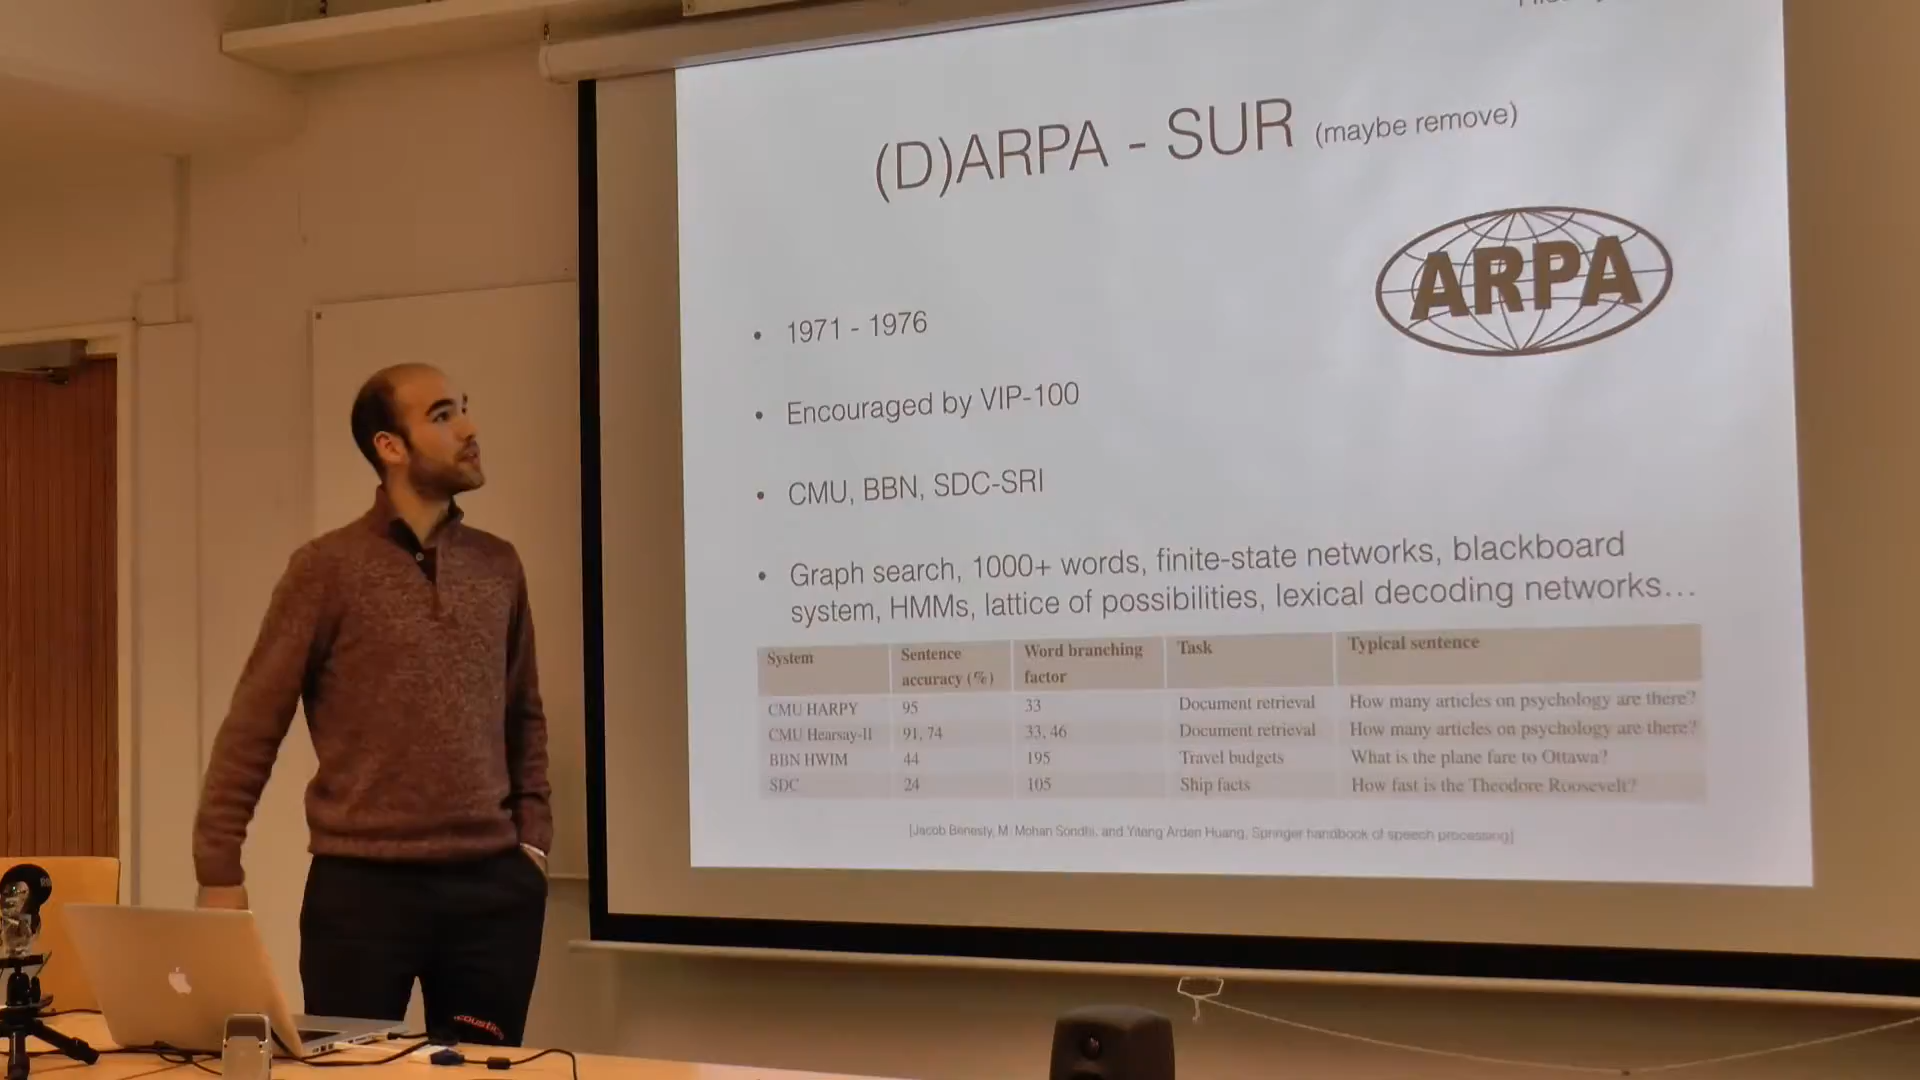 (D)ARPA - SUR (maybe remove)
ARPA
• 1971 - 1976
• Encouraged by VIP-100
• CMU, BBN, SDC-SRI
• Graph search, 1000+ words, finite-state networks, blackboard
system, HMMs, lattice of possibilities, lexical decoding networks…
System Sentence accuracy (%) Word branching factor Task Typical sentence
CMU HARPY 95 33 Document retrieval How many articles on psychology are there?
CMU Hearsay-II 91, 74 33, 46 Document retrieval How many articles on psychology are there?
BBN HWIM 44 195 Travel budgets What is the plane fare to Ottawa?
SDC 24 105 Ship facts How fast is the Theodore Roosevelt?
[Jacob Benesty, M. Mohan Sondhi, and Yiteng Arden Huang, Springer handbook of speech processing]